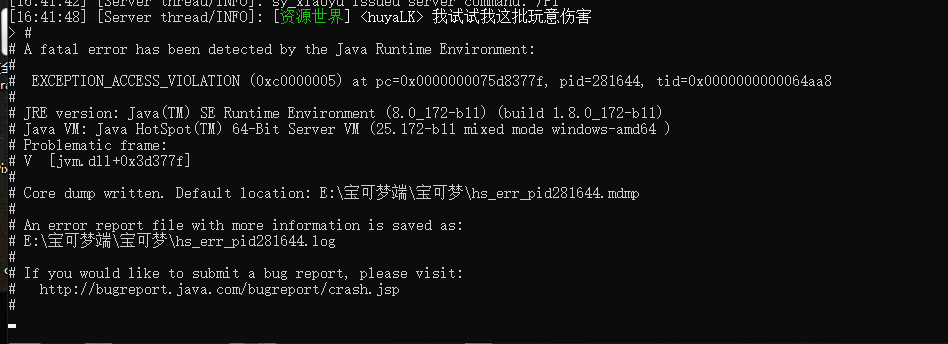 [16:41:42] [Server thread/INFO]: sy_xiaoyu issued server command: /
[16:41:48] [Server thread/INFO]: [资源世界] <huyaLK> 我试试我这批玩意伤害
> #
# A fatal error has been detected by the Java Runtime Environment:
#
#  EXCEPTION_ACCESS_VIOLATION (0xc0000005) at pc=0x0000000075d8377f, pid=281644, tid=0x0000000000064aa8
#
# JRE version: Java(TM) SE Runtime Environment (8.0_172-b11) (build 1.8.0_172-b11)
# Java VM: Java HotSpot(TM) 64-Bit Server VM (25.172-b11 mixed mode windows-amd64 )
# Problematic frame:
# V  [jvm.dll+0x3d377f]
#
# Core dump written. Default location: E:\宝可梦端\宝可梦\hs_err_pid281644.mdmp
#
# An error report file with more information is saved as:
# E:\宝可梦端\宝可梦\hs_err_pid281644.log
#
# If you would like to submit a bug report, please visit:
#   http://bugreport.java.com/bugreport/crash.jsp
#